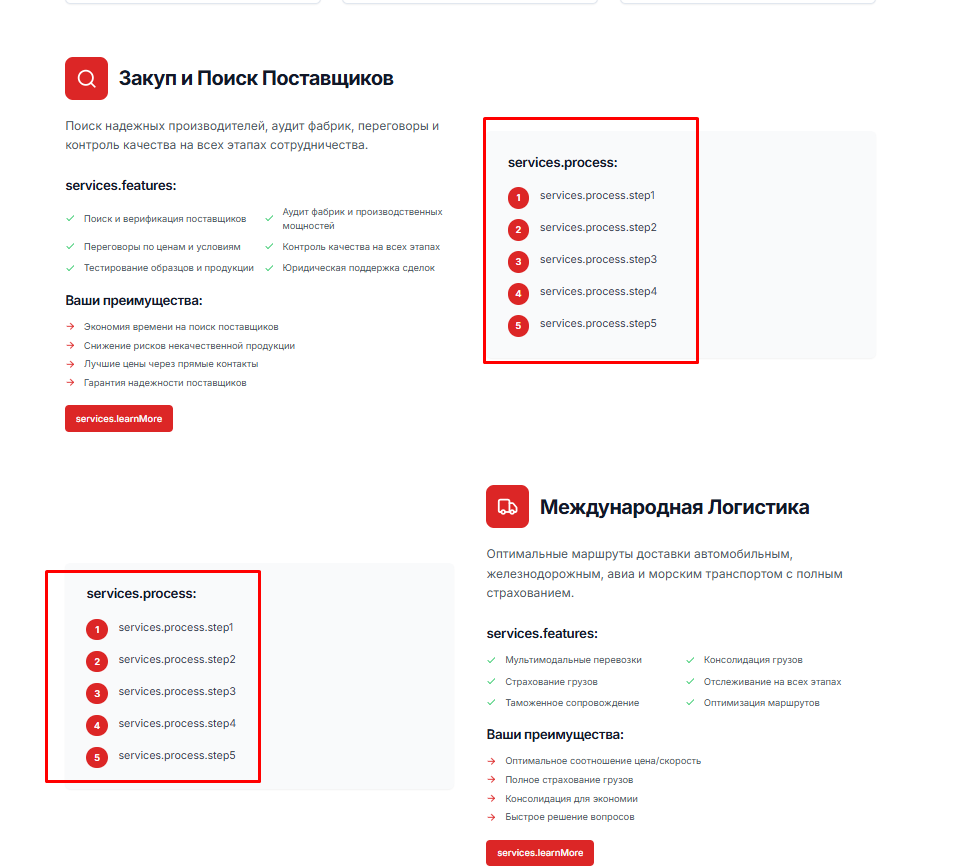 Закуп и Поиск Поставщиков
Поиск надежных производителей, аудит фабрик, переговоры и
контроль качества на всех этапах сотрудничества.
services.features:
Поиск и верификация поставщиков
Аудит фабрик и производственных
мощностей
Переговоры по ценам и условиям
Контроль качества на всех этапах
Тестирование образцов и продукции
Юридическая поддержка сделок
Ваши преимущества:
Экономия времени на поиск поставщиков
Снижение рисков некачественной продукции
Лучшие цены через прямые контакты
Гарантия надежности поставщиков
services.learnMore
services.process:
1 services.process.step1
2 services.process.step2
3 services.process.step3
4 services.process.step4
5 services.process.step5
services.process:
1 services.process.step1
2 services.process.step2
3 services.process.step3
4 services.process.step4
5 services.process.step5
Международная Логистика
Оптимальные маршруты доставки автомобильным,
железнодорожным, авиа и морским транспортом с полным
страхованием.
services.features:
Мультимодальные перевозки
Консолидация грузов
Страхование грузов
Отслеживание на всех этапах
Таможенное сопровождение
Оптимизация маршрутов
Ваши преимущества:
Оптимальное соотношение цена/скорость
Полное страхование грузов
Консолидация для экономии
Быстрое решение вопросов
services.learnMore